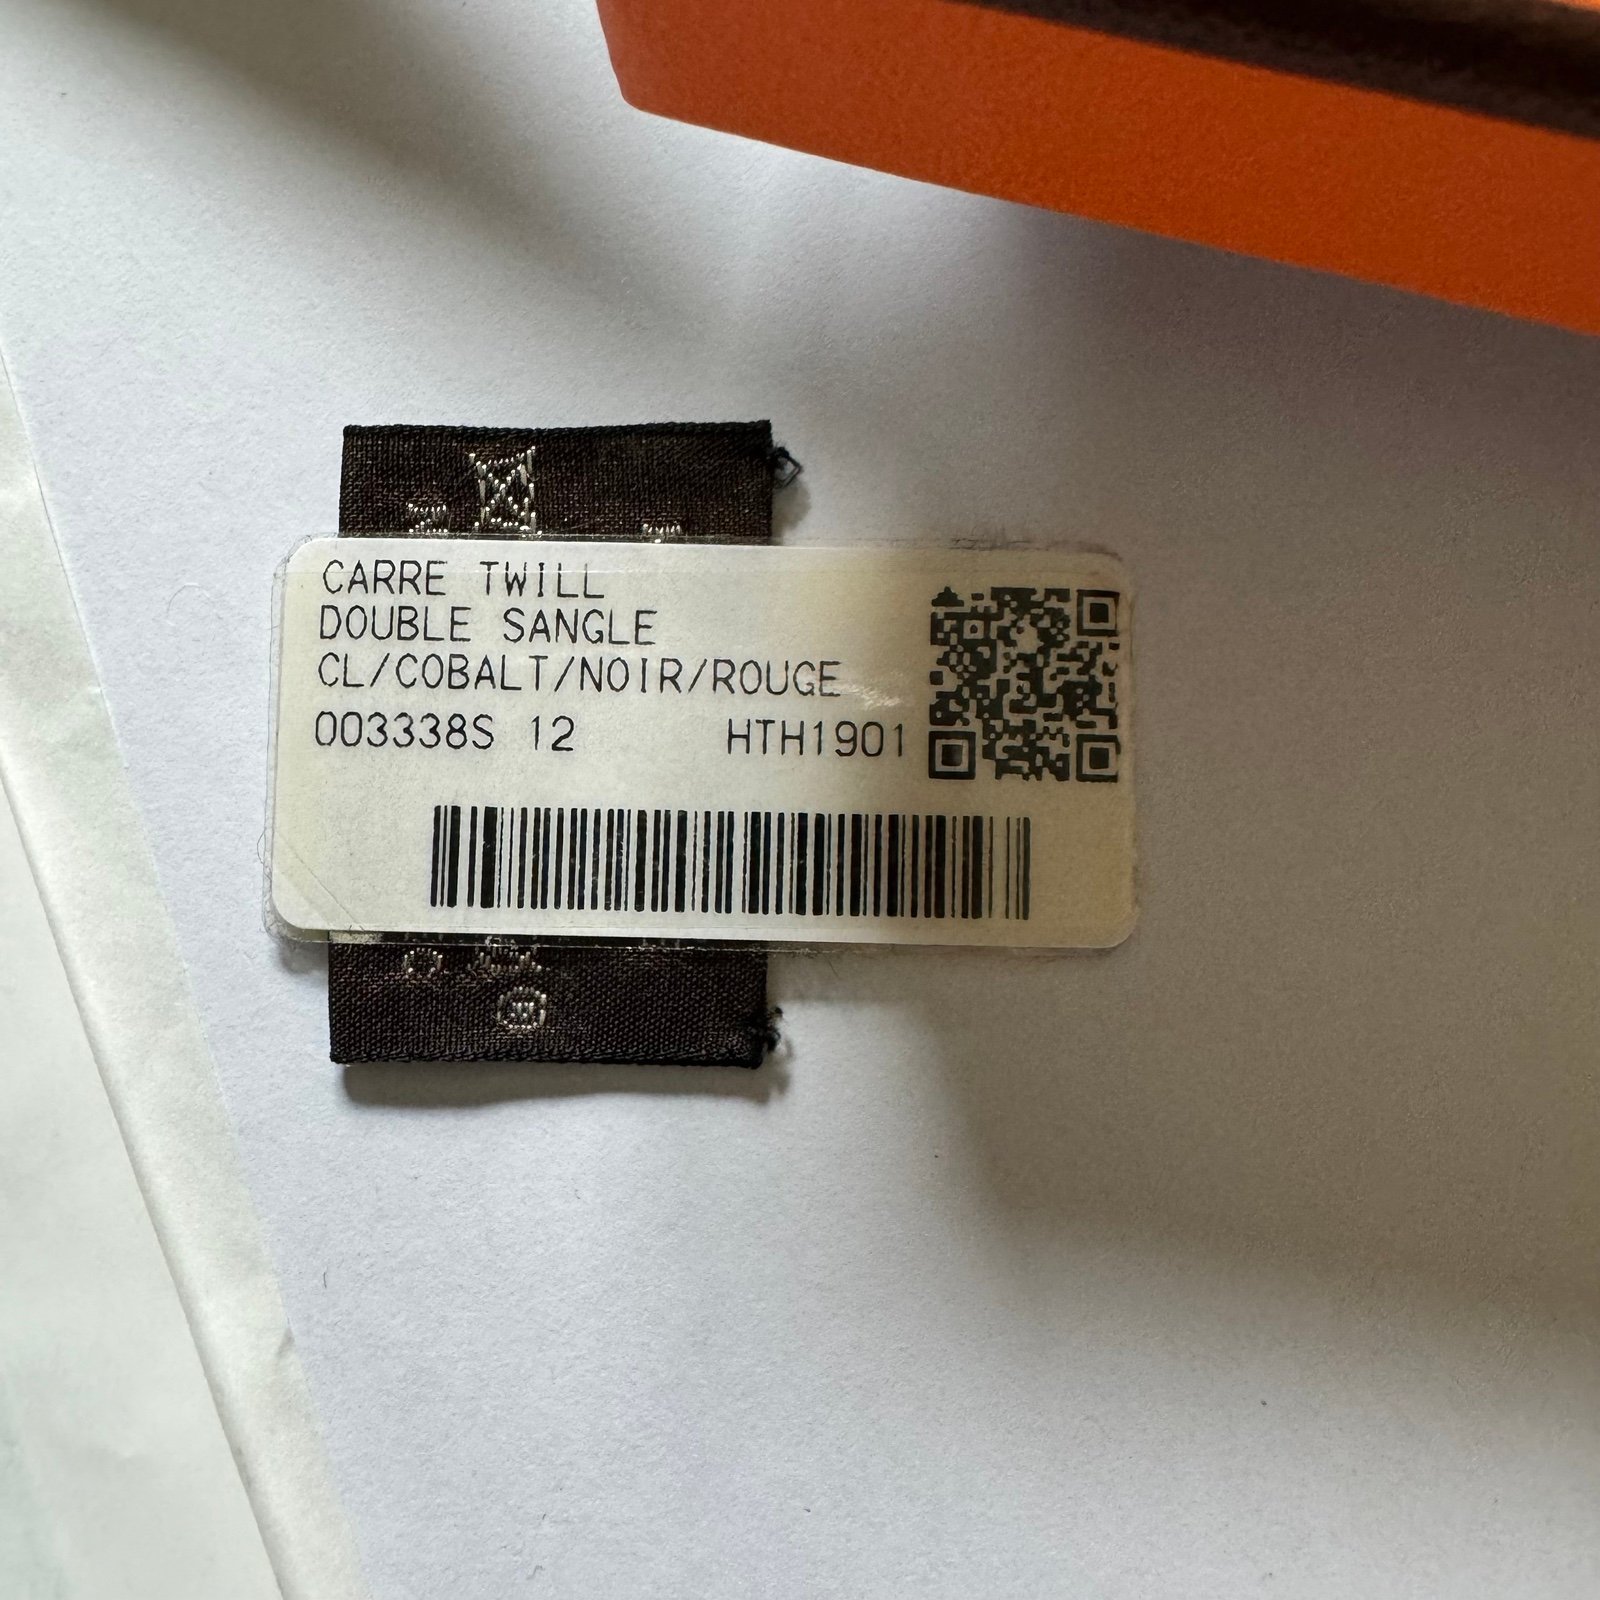 CARRE TWILL
DOUBLE SANGLE
CL/COBALT/NOIR/ROUGE
003338S 12 HTH1901